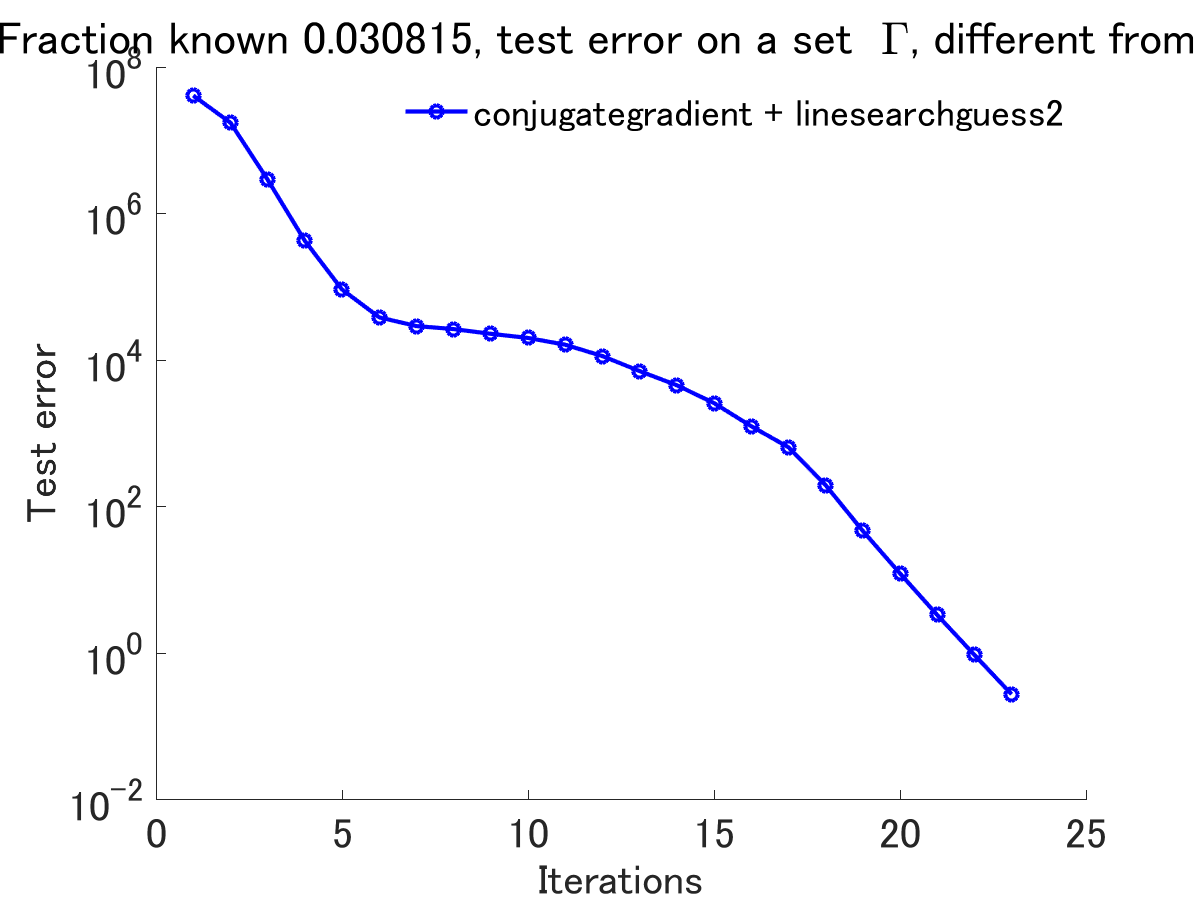 Fraction known 0.030815, test error on a set Γ, different from
conjugategradient + linesearchguess2
10^8
10^6
10^4
10^2
10^0
10^-2
Test error
0 5 10 15 20 25
Iterations